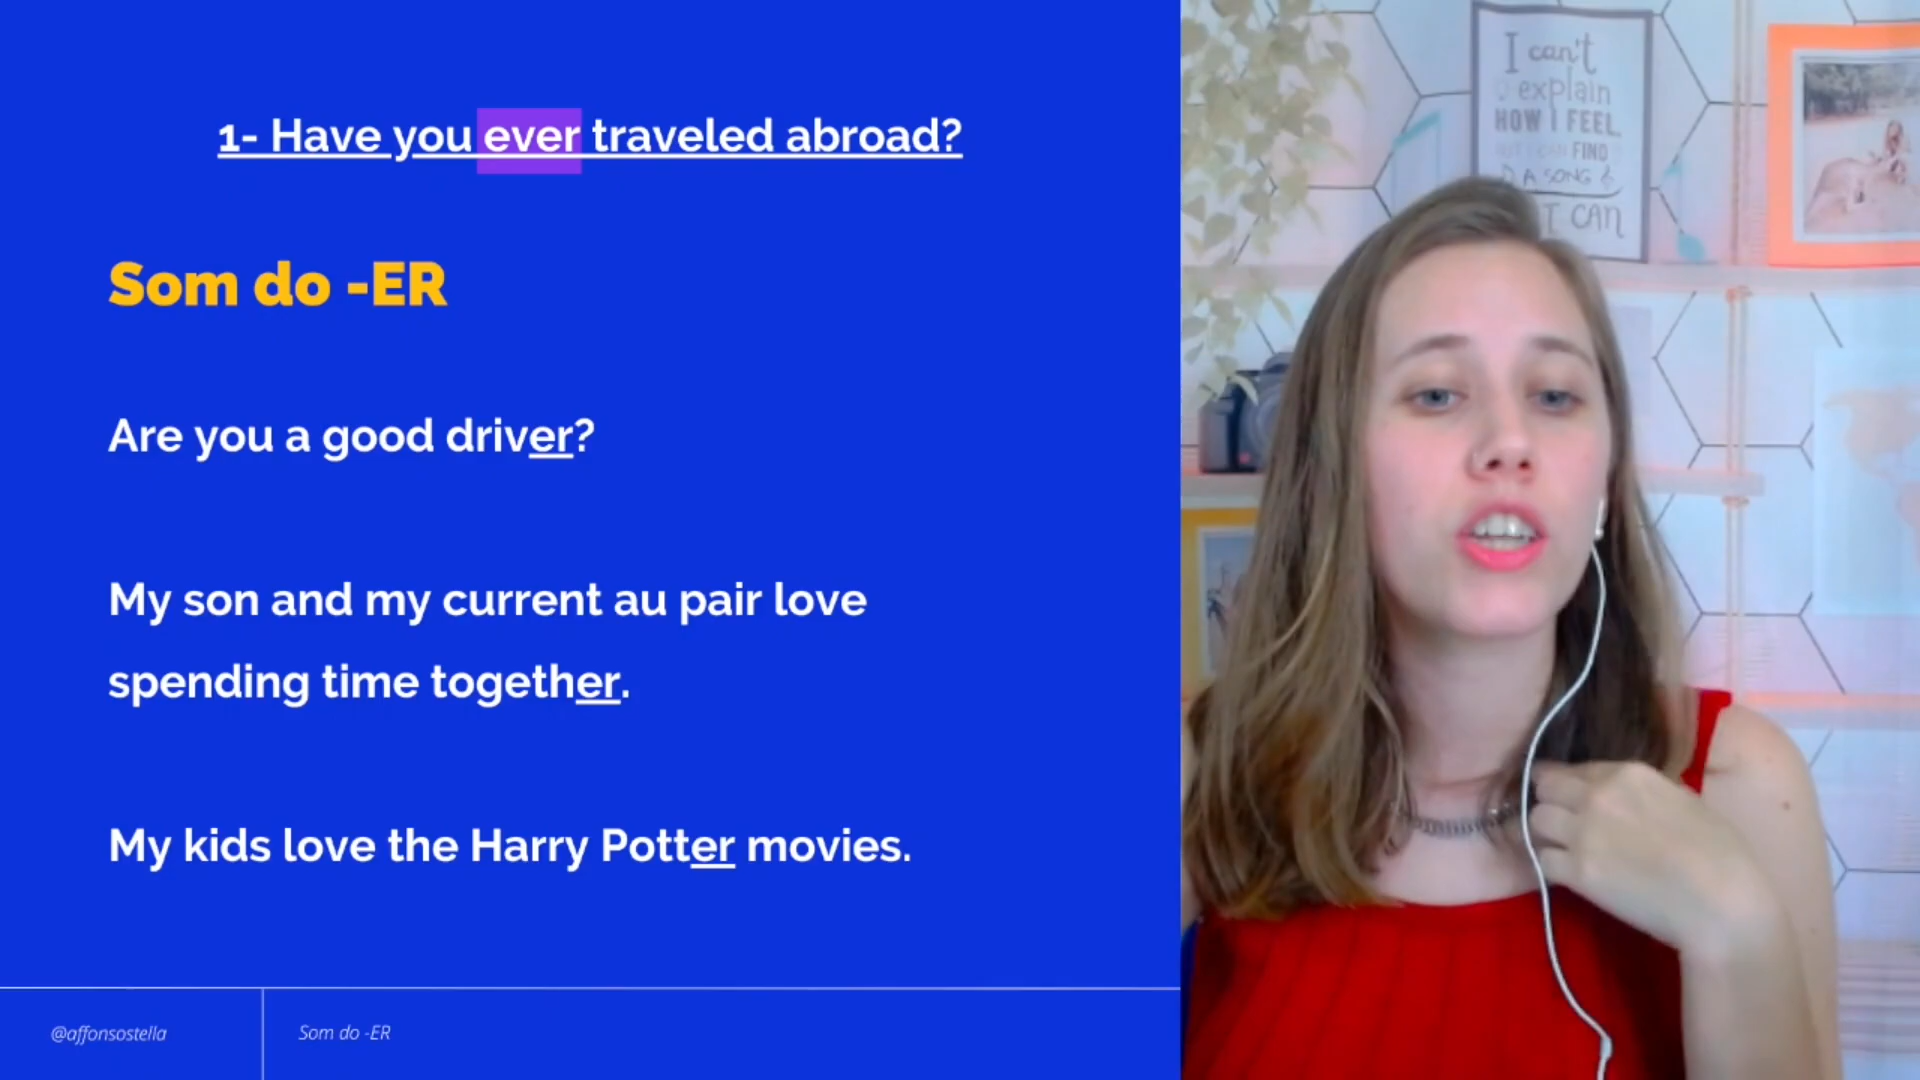 1- Have you ever traveled abroad?
Som do -ER
Are you a good driver?
My son and my current au pair love
spending time together.
My kids love the Harry Potter movies.
@affonsostella
Som do -ER
I can't
explain
HOW I FEEL
BUT I CAN FIND
A SONG
T CAN